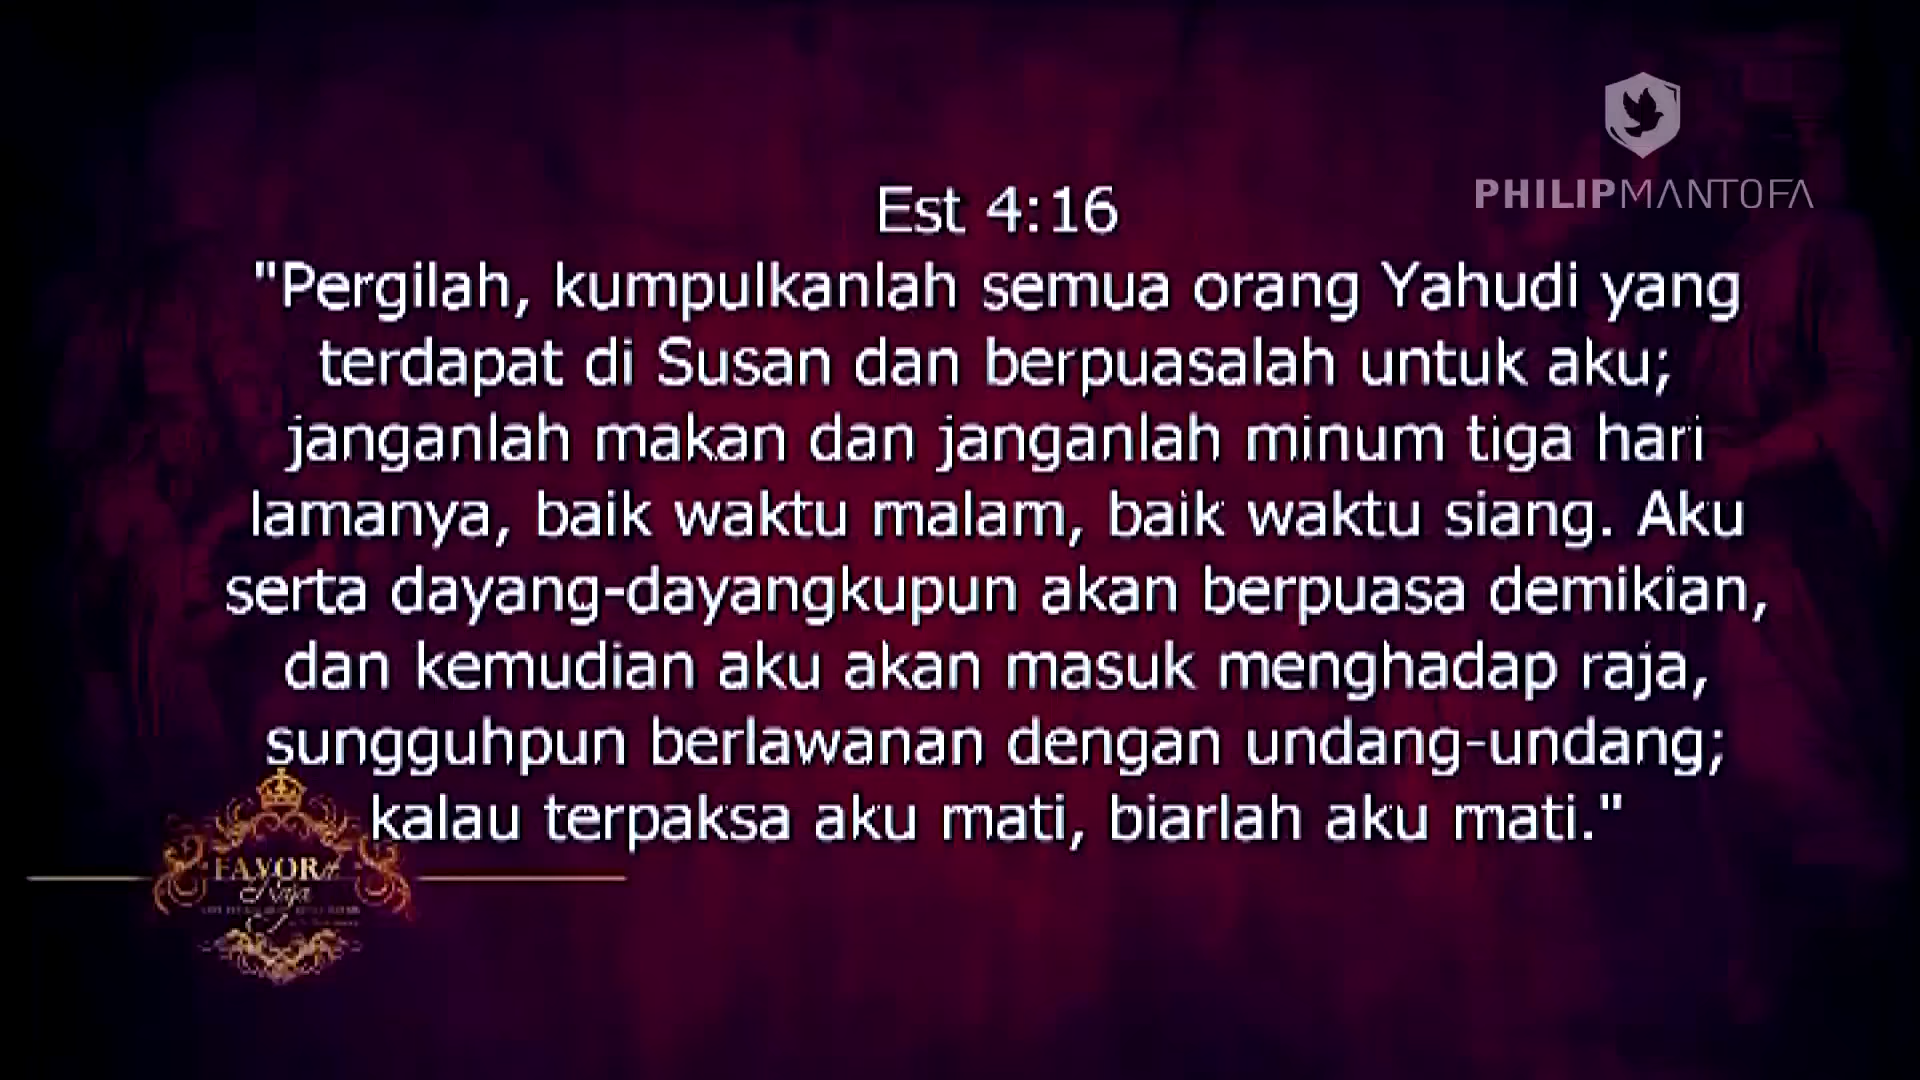 PHILIPMANTOFA
Est 4:16
"Pergilah, kumpulkanlah semua orang Yahudi yang
terdapat di Susan dan berpuasalah untuk aku;
janganlah makan dan janganlah minum tiga hari
lamanya, baik waktu malam, baik waktu siang. Aku
serta dayang-dayangkupun akan berpuasa demikian,
dan kemudian aku akan masuk menghadap raja,
sungguhpun berlawanan dengan undang-undang;
kalau terpaksa aku mati, biarlah aku mati."
FAVOR
Raja